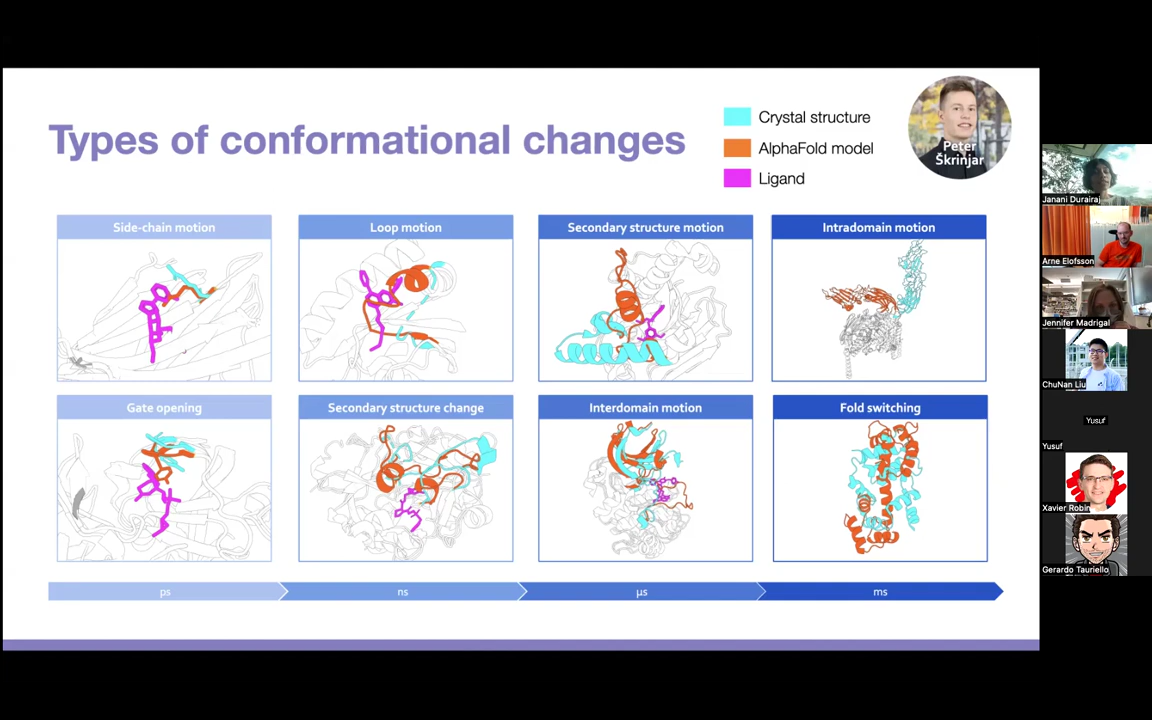 Types of conformational changes
Crystal structure
AlphaFold model
Ligand
Peter
Škrinjar
Side-chain motion
Loop motion
Secondary structure motion
Intradomain motion
Gate opening
Secondary structure change
Interdomain motion
Fold switching
ps
ns
µs
ms
Janani Durairaj
Arne Elofsson
Jennifer Madrigal
ChuNan Liu
Yusuf
Yusuf
Xavier Robin
Gerardo Tauriello